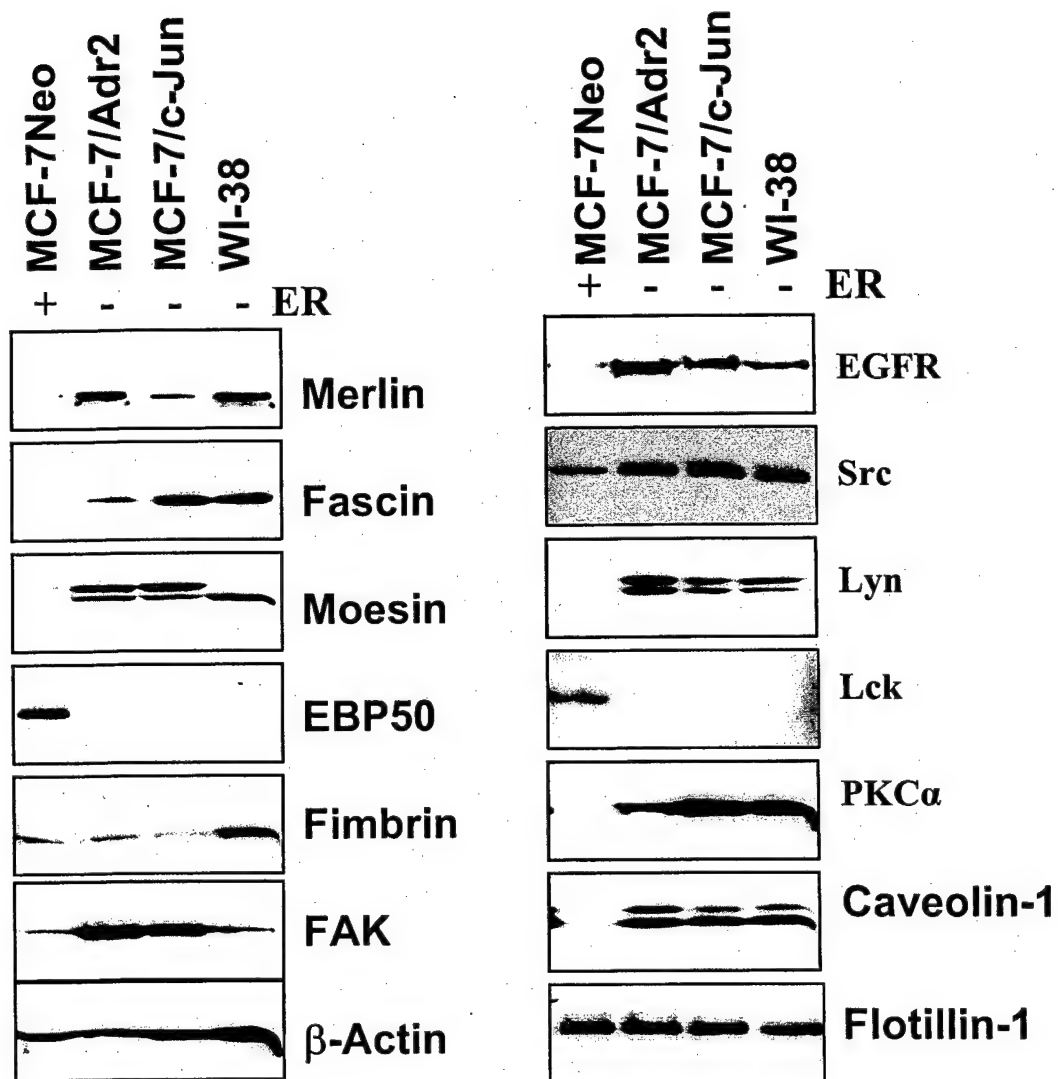 MCF-7Neo
MCF-7/Adr2
MCF-7/c-Jun
WI-38
+ - - - ER
Merlin
Fascin
Moesin
EBP50
Fimbrin
FAK
β-Actin
MCF-7Neo
MCF-7/Adr2
MCF-7/c-Jun
WI-38
+ - - - ER
EGFR
Src
Lyn
Lck
PKCα
Caveolin-1
Flotillin-1